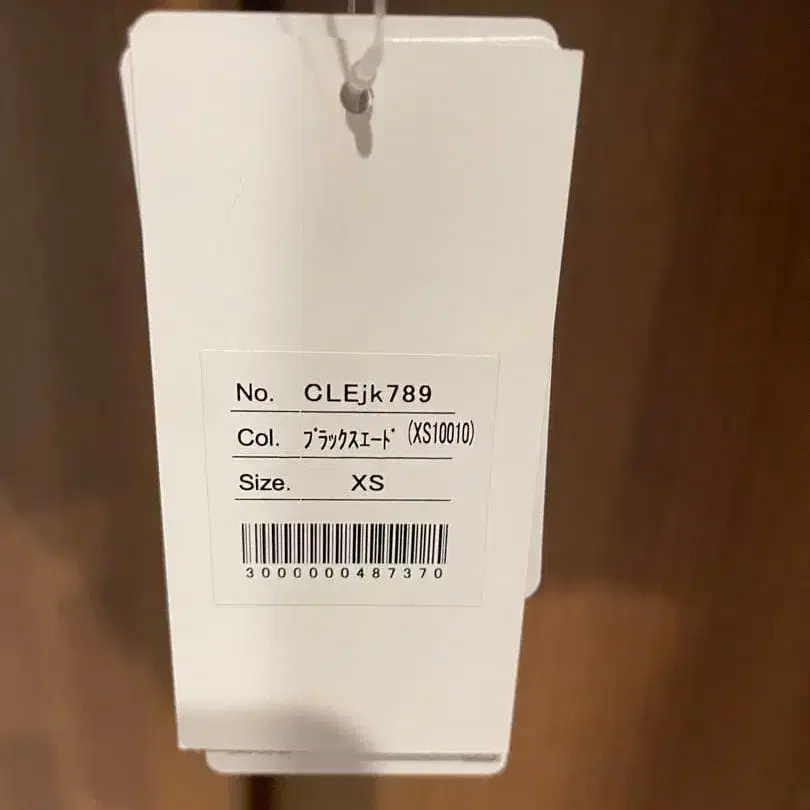 No. CLEjk789
Col. ﾌﾞﾗｯｸｽｴｰﾄﾞ (XS10010)
Size. XS
3000000487370